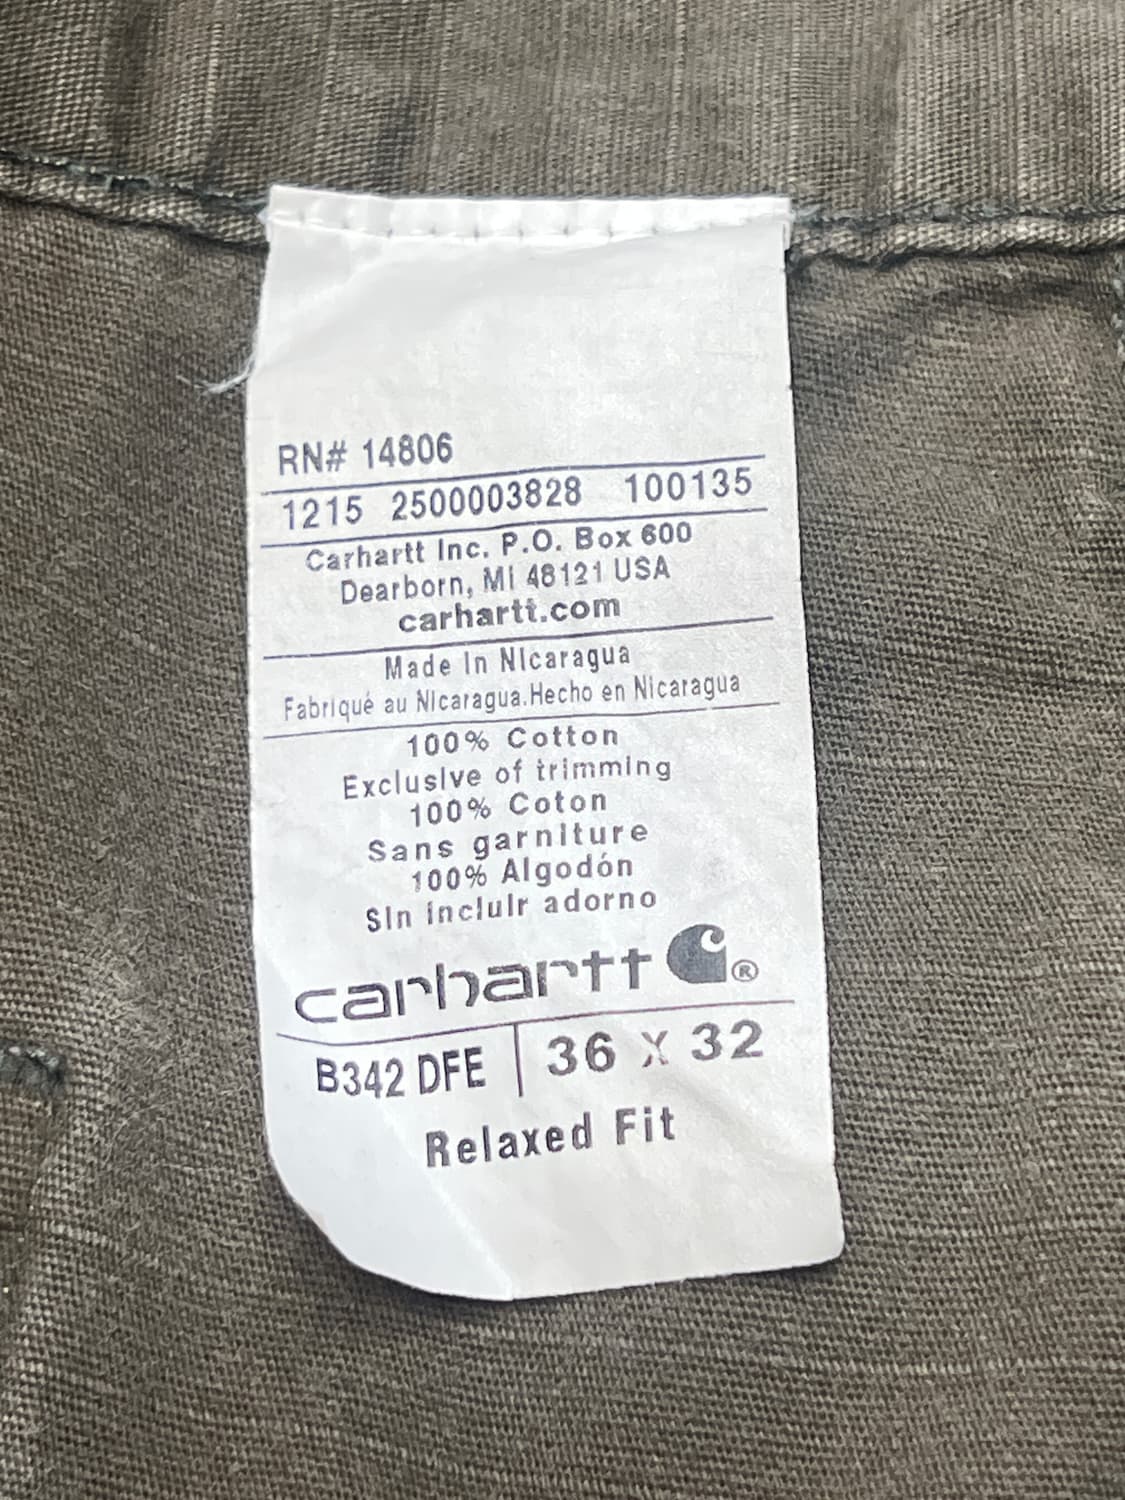 RN# 14806
1215 2500003828 100135
Carhartt Inc. P.O. Box 600
Dearborn, MI 48121 USA
carhartt.com
Made In Nicaragua
Fabriqué au Nicaragua.Hecho en Nicaragua
100% Cotton
Exclusive of trimming
100% Coton
Sans garniture
100% Algodón
Sin incluir adorno
carhartt ®
B342 DFE | 36 X 32
Relaxed Fit